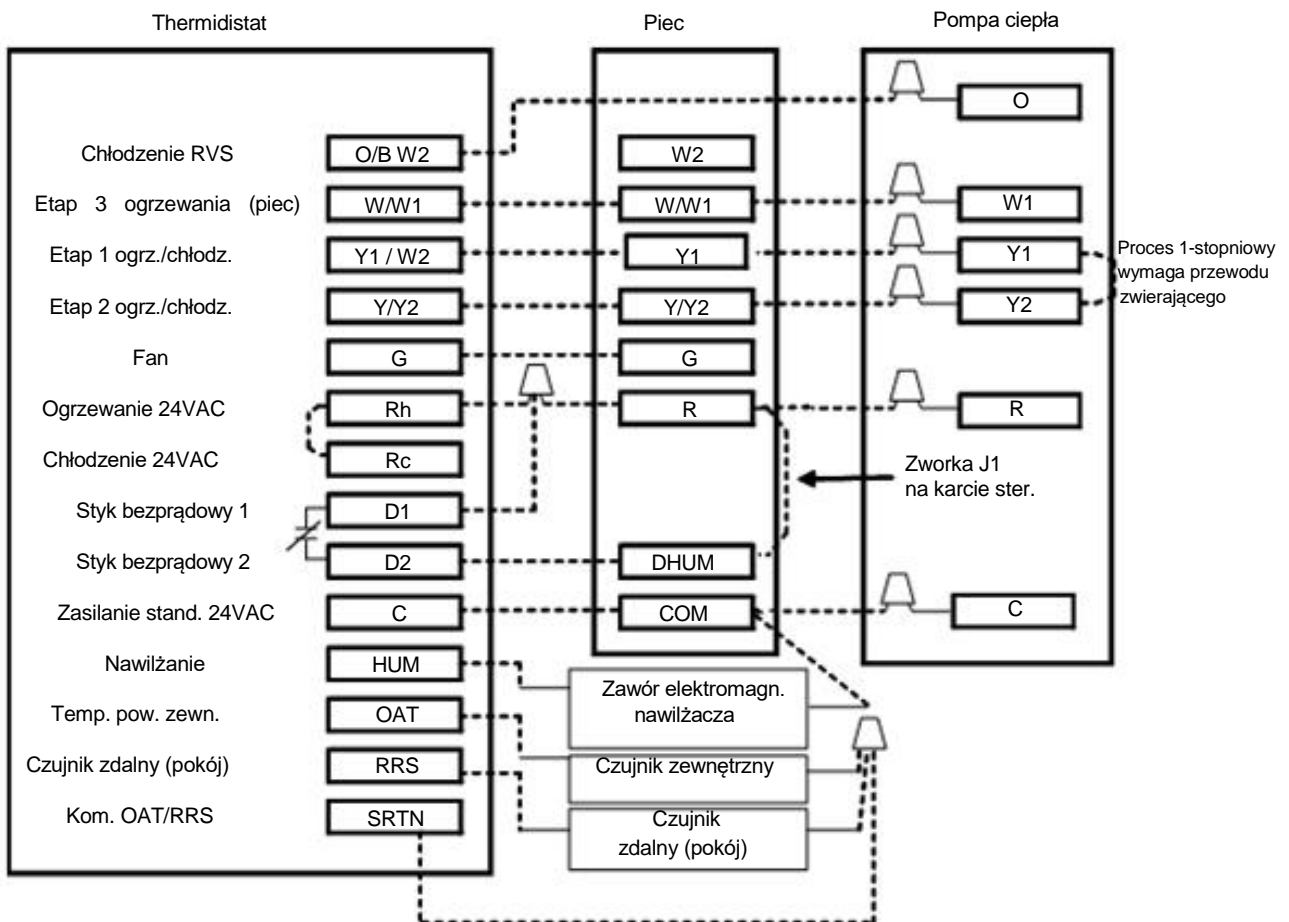 Thermidistat
Piec
Pompa ciepła
O
Chłodzenie RVS
O/B W2
W2
Etap 3 ogrzewania (piec)
W/W1
W/W1
W1
Etap 1 ogrz./chłodz.
Y1 / W2
Y1
Y1
Proces 1-stopniowy
wymaga przewodu
zwierającego
Etap 2 ogrz./chłodz.
Y/Y2
Y/Y2
Y2
Fan
G
G
Ogrzewanie 24VAC
Rh
R
R
Chłodzenie 24VAC
Rc
Zworka J1
na karcie ster.
Styk bezprądowy 1
D1
Styk bezprądowy 2
D2
DHUM
Zasilanie stand. 24VAC
C
COM
C
Nawilżanie
HUM
Zawór elektromagn.
nawilżacza
Temp. pow. zewn.
OAT
Czujnik zewnętrzny
Czujnik zdalny (pokój)
RRS
Czujnik
zdalny (pokój)
Kom. OAT/RRS
SRTN